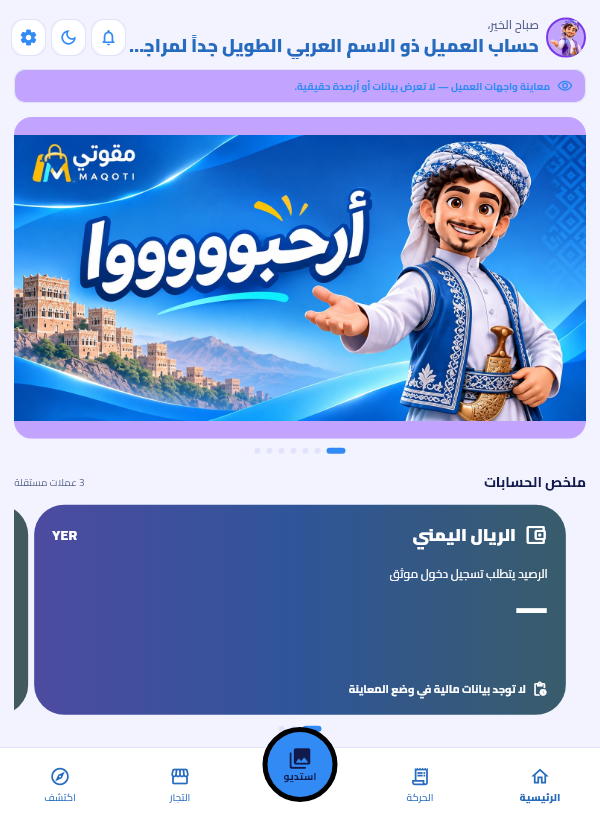 صباح الخير،
حساب العميل ذو الاسم العربي الطويل جداً لمراجـ...
معاينة واجهات العميل — لا تعرض بيانات أو أرصدة حقيقية.
مقوتي
MAQOTI
أرحبوووووا
ملخص الحسابات
3 عملات مستقلة
الريال اليمني
YER
الرصيد يتطلب تسجيل دخول موثق
—
لا توجد بيانات مالية في وضع المعاينة
الرئيسية
الحركة
استديو
التجار
اكتشف